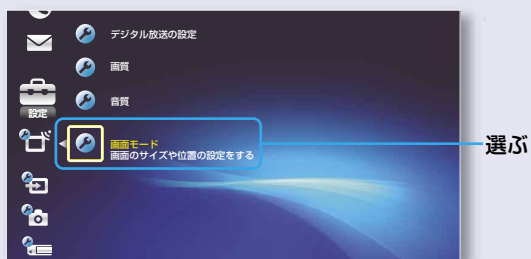 デジタル放送の設定
画質
設定
音質
画面モード
画面のサイズや位置の設定をする
選ぶ